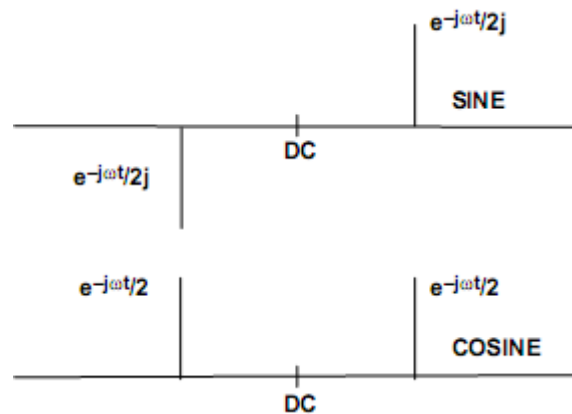 e–jωt/2j
SINE
DC
e–jωt/2j
e–jωt/2 e–jωt/2
COSINE
DC